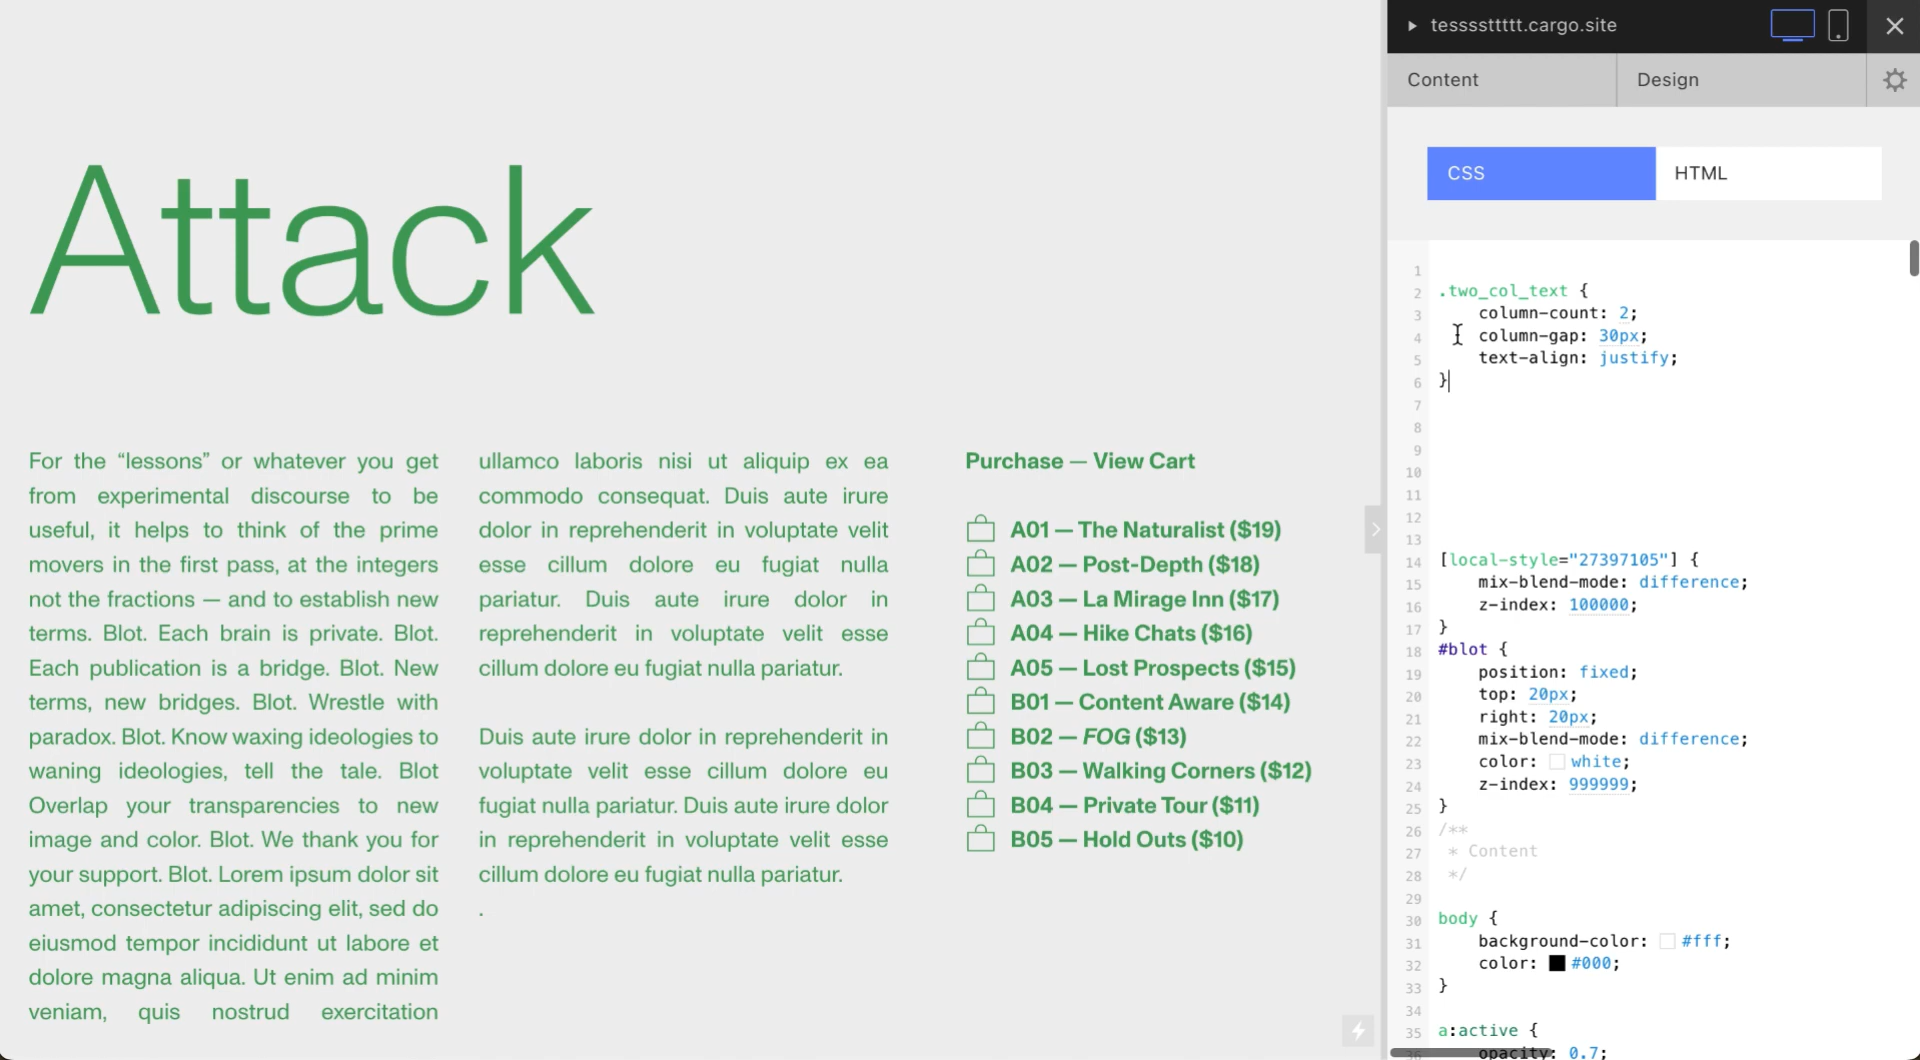 Attack
For the “lessons” or whatever you get
from experimental discourse to be
useful, it helps to think of the prime
movers in the first pass, at the integers
not the fractions — and to establish new
terms. Blot. Each brain is private. Blot.
Each publication is a bridge. Blot. New
terms, new bridges. Blot. Wrestle with
paradox. Blot. Know waxing ideologies to
waning ideologies, tell the tale. Blot
Overlap your transparencies to new
image and color. Blot. We thank you for
your support. Blot. Lorem ipsum dolor sit
amet, consectetur adipiscing elit, sed do
eiusmod tempor incididunt ut labore et
dolore magna aliqua. Ut enim ad minim
veniam, quis nostrud exercitation
ullamco laboris nisi ut aliquip ex ea
commodo consequat. Duis aute irure
dolor in reprehenderit in voluptate velit
esse cillum dolore eu fugiat nulla
pariatur. Duis aute irure dolor in
reprehenderit in voluptate velit esse
cillum dolore eu fugiat nulla pariatur.
Duis aute irure dolor in reprehenderit in
voluptate velit esse cillum dolore eu
fugiat nulla pariatur. Duis aute irure dolor
in reprehenderit in voluptate velit esse
cillum dolore eu fugiat nulla pariatur.
.
Purchase — View Cart
A01 — The Naturalist ($19)
A02 — Post-Depth ($18)
A03 — La Mirage Inn ($17)
A04 — Hike Chats ($16)
A05 — Lost Prospects ($15)
B01 — Content Aware ($14)
B02 — FOG ($13)
B03 — Walking Corners ($12)
B04 — Private Tour ($11)
B05 — Hold Outs ($10)
tesssstttttt.cargo.site
Content
Design
CSS
HTML
1
2 .two_col_text {
3 column-count: 2;
4 column-gap: 30px;
5 text-align: justify;
6 }
7
8
9
10
11
12
13
14 [local-style="27397105"] {
15 mix-blend-mode: difference;
16 z-index: 100000;
17 }
18 #blot {
19 position: fixed;
20 top: 20px;
21 right: 20px;
22 mix-blend-mode: difference;
23 color: white;
24 z-index: 999999;
25 }
26 /**
27 * Content
28 */
29
30 body {
31 background-color: #fff;
32 color: #000;
33 }
34
35 a:active {
36 opacity: 0.7;